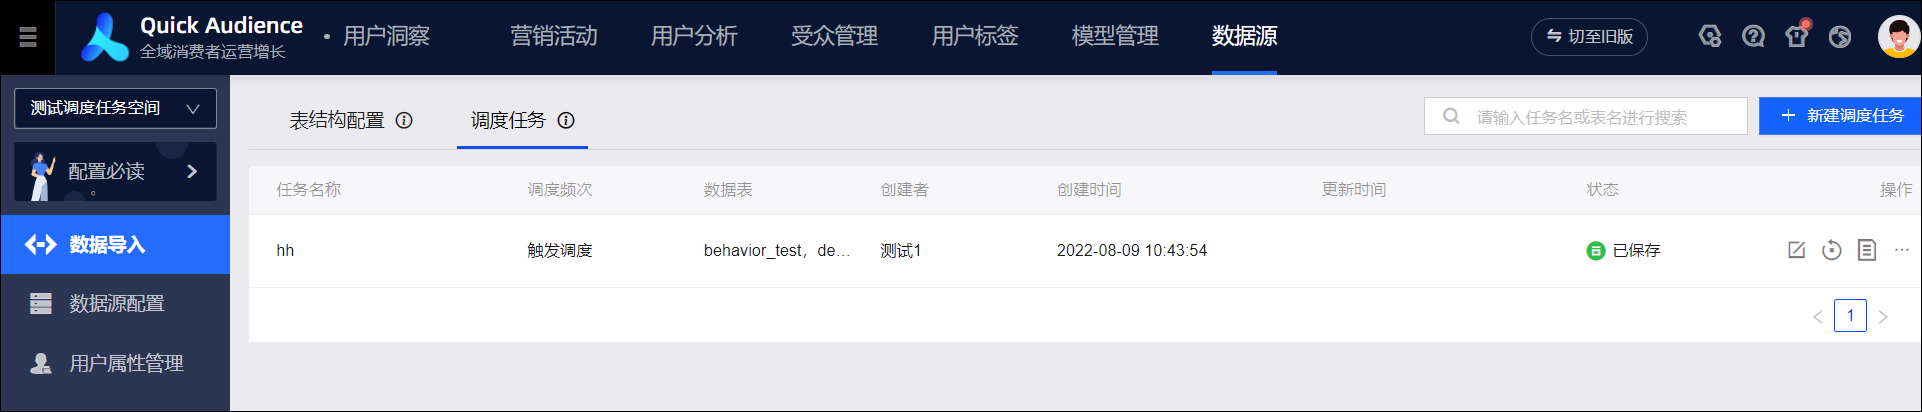 Quick Audience
全域消费者运营增长
用户洞察 营销活动 用户分析 受众管理 用户标签 模型管理 数据源
切至旧版
测试调度任务空间
配置必读
数据导入
数据源配置
用户属性管理
表结构配置 调度任务
请输入任务名或表名进行搜索
新建调度任务
任务名称 调度频次 数据表 创建者 创建时间 更新时间 状态 操作
hh 触发调度 behavior_test，de... 测试1 2022-08-09 10:43:54 已保存
1